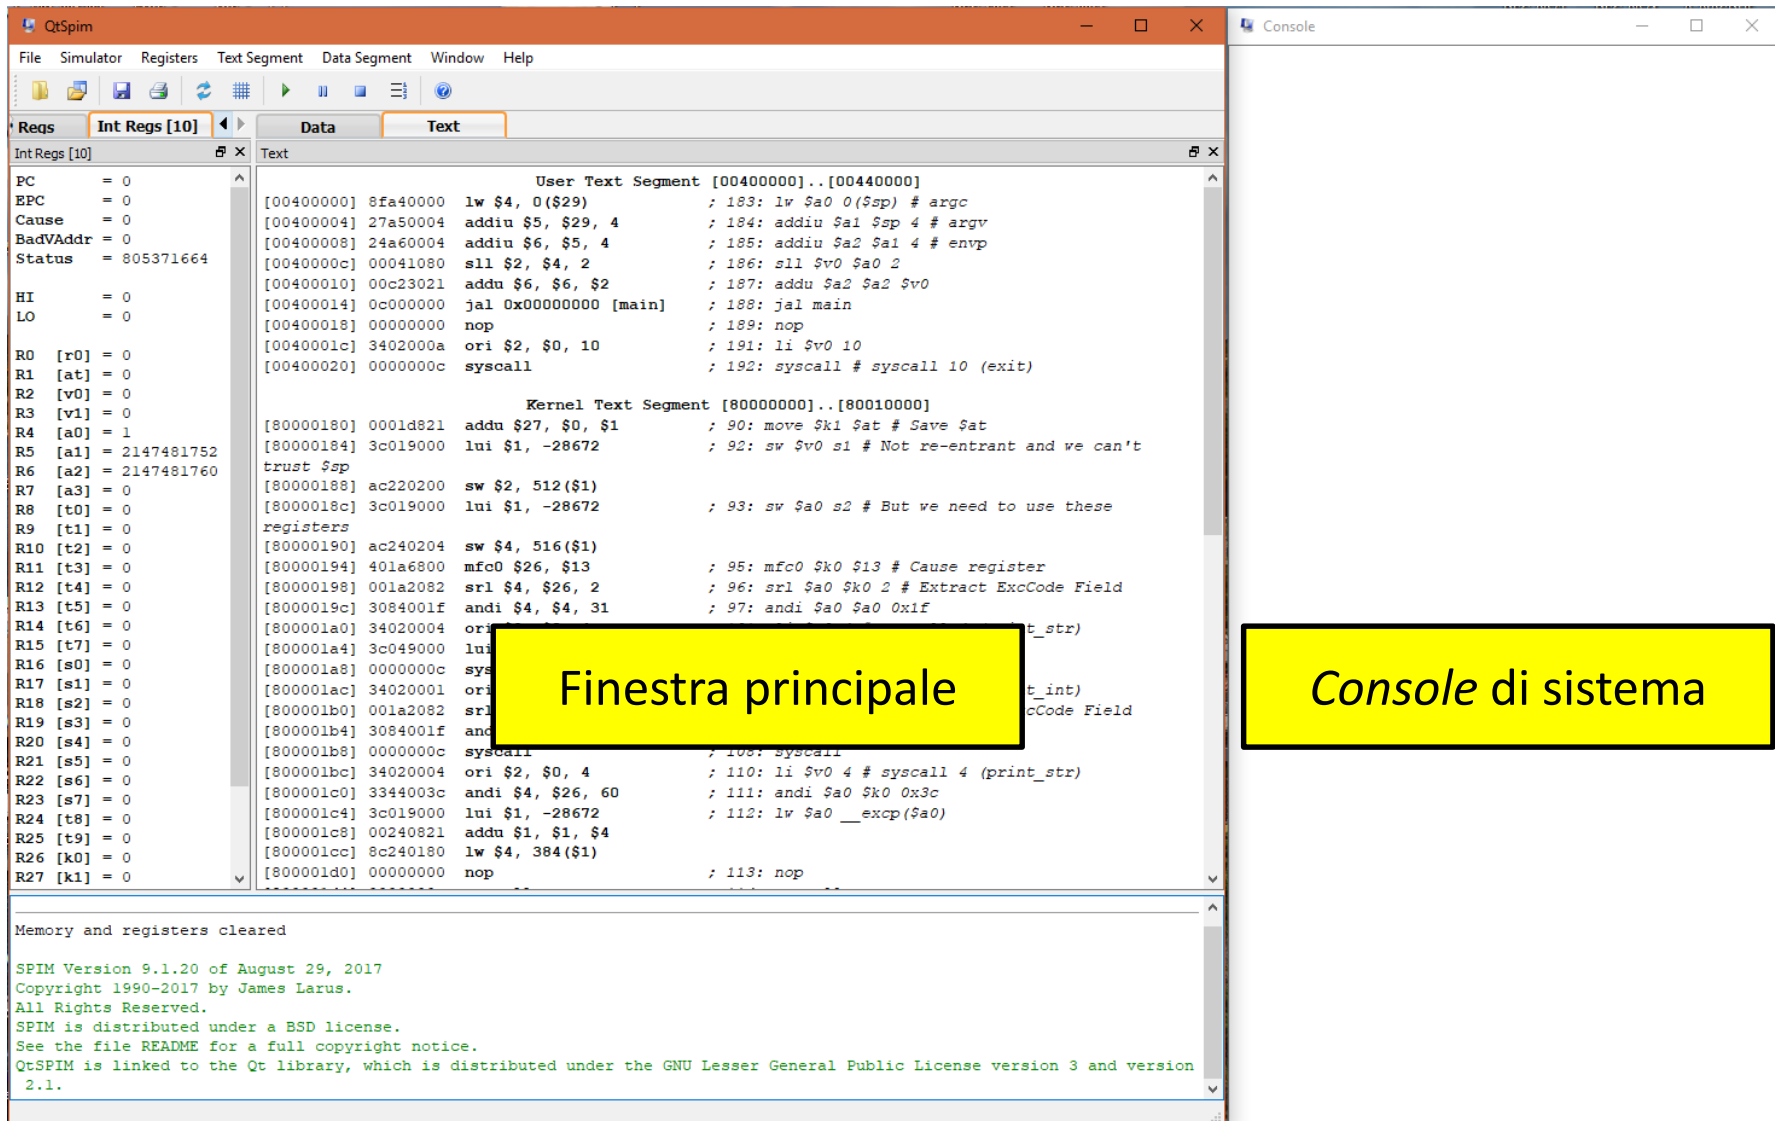 QtSpim
File Simulator Registers Text Segment Data Segment Window Help
Regs Int Regs [10] Data Text
Int Regs [10]
PC = 0
EPC = 0
Cause = 0
BadVAddr = 0
Status = 805371664
HI = 0
LO = 0
R0 [r0] = 0
R1 [at] = 0
R2 [v0] = 0
R3 [v1] = 0
R4 [a0] = 1
R5 [a1] = 2147481752
R6 [a2] = 2147481760
R7 [a3] = 0
R8 [t0] = 0
R9 [t1] = 0
R10 [t2] = 0
R11 [t3] = 0
R12 [t4] = 0
R13 [t5] = 0
R14 [t6] = 0
R15 [t7] = 0
R16 [s0] = 0
R17 [s1] = 0
R18 [s2] = 0
R19 [s3] = 0
R20 [s4] = 0
R21 [s5] = 0
R22 [s6] = 0
R23 [s7] = 0
R24 [t8] = 0
R25 [t9] = 0
R26 [k0] = 0
R27 [k1] = 0
Text
User Text Segment [00400000]..[00440000]
[00400000] 8fa40000 lw $4, 0($29) ; 183: lw $a0 0($sp) # argc
[00400004] 27a50004 addiu $5, $29, 4 ; 184: addiu $a1 $sp 4 # argv
[00400008] 24a60004 addiu $6, $5, 4 ; 185: addiu $a2 $a1 4 # envp
[0040000c] 00041080 sll $2, $4, 2 ; 186: sll $v0 $a0 2
[00400010] 00c23021 addu $6, $6, $2 ; 187: addu $a2 $a2 $v0
[00400014] 0c000000 jal 0x00000000 [main] ; 188: jal main
[00400018] 00000000 nop ; 189: nop
[0040001c] 3402000a ori $2, $0, 10 ; 191: li $v0 10
[00400020] 0000000c syscall ; 192: syscall # syscall 10 (exit)
Kernel Text Segment [80000000]..[80010000]
[80000180] 0001d821 addu $27, $0, $1 ; 90: move $k1 $at # Save $at
[80000184] 3c019000 lui $1, -28672 ; 92: sw $v0 s1 # Not re-entrant and we can't
trust $sp
[80000188] ac220200 sw $2, 512($1)
[8000018c] 3c019000 lui $1, -28672 ; 93: sw $a0 s2 # But we need to use these
registers
[80000190] ac240204 sw $4, 516($1)
[80000194] 401a6800 mfc0 $26, $13 ; 95: mfc0 $k0 $13 # Cause register
[80000198] 001a2082 srl $4, $26, 2 ; 96: srl $a0 $k0 2 # Extract ExcCode Field
[8000019c] 3084001f andi $4, $4, 31 ; 97: andi $a0 $a0 0x1f
[800001a0] 34020004 ori t_str)
[800001a4] 3c049000 lui
[800001a8] 0000000c sys
[800001ac] 34020001 ori t_int)
[800001b0] 001a2082 srl cCode Field
[800001b4] 3084001f and
[800001b8] 0000000c syscall ; 108: syscall
[800001bc] 34020004 ori $2, $0, 4 ; 110: li $v0 4 # syscall 4 (print_str)
[800001c0] 3344003c andi $4, $26, 60 ; 111: andi $a0 $k0 0x3c
[800001c4] 3c019000 lui $1, -28672 ; 112: lw $a0 __excp($a0)
[800001c8] 00240821 addu $1, $1, $4
[800001cc] 8c240180 lw $4, 384($1)
[800001d0] 00000000 nop ; 113: nop
Finestra principale
Memory and registers cleared
SPIM Version 9.1.20 of August 29, 2017
Copyright 1990-2017 by James Larus.
All Rights Reserved.
SPIM is distributed under a BSD license.
See the file README for a full copyright notice.
QtSPIM is linked to the Qt library, which is distributed under the GNU Lesser General Public License version 3 and version
2.1.
Console
Console di sistema